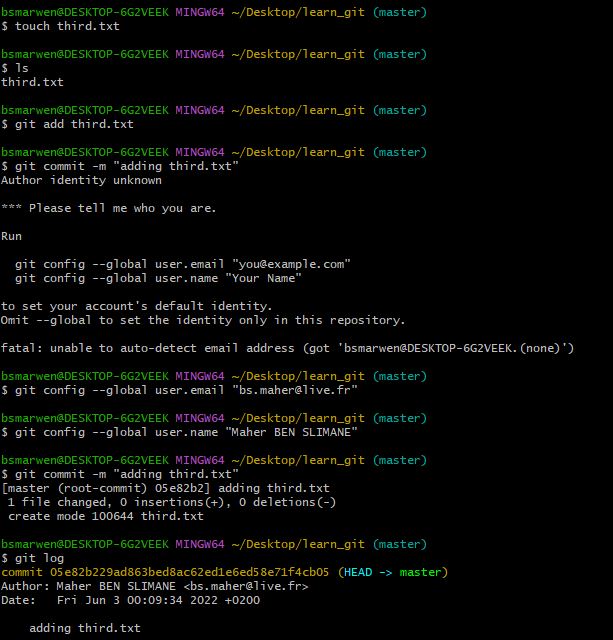 bsmarwen@DESKTOP-6G2VEEK MINGW64 ~/Desktop/learn_git (master)
$ touch third.txt
bsmarwen@DESKTOP-6G2VEEK MINGW64 ~/Desktop/learn_git (master)
$ ls
third.txt
bsmarwen@DESKTOP-6G2VEEK MINGW64 ~/Desktop/learn_git (master)
$ git add third.txt
bsmarwen@DESKTOP-6G2VEEK MINGW64 ~/Desktop/learn_git (master)
$ git commit -m "adding third.txt"
Author identity unknown
*** Please tell me who you are.
Run
  git config --global user.email "you@example.com"
  git config --global user.name "Your Name"
to set your account's default identity.
Omit --global to set the identity only in this repository.
fatal: unable to auto-detect email address (got 'bsmarwen@DESKTOP-6G2VEEK.(none)')
bsmarwen@DESKTOP-6G2VEEK MINGW64 ~/Desktop/learn_git (master)
$ git config --global user.email "bs.maher@live.fr"
bsmarwen@DESKTOP-6G2VEEK MINGW64 ~/Desktop/learn_git (master)
$ git config --global user.name "Maher BEN SLIMANE"
bsmarwen@DESKTOP-6G2VEEK MINGW64 ~/Desktop/learn_git (master)
$ git commit -m "adding third.txt"
[master (root-commit) 05e82b2] adding third.txt
 1 file changed, 0 insertions(+), 0 deletions(-)
 create mode 100644 third.txt
bsmarwen@DESKTOP-6G2VEEK MINGW64 ~/Desktop/learn_git (master)
$ git log
commit 05e82b229ad863bed8ac62ed1e6ed58e71f4cb05 (HEAD -> master)
Author: Maher BEN SLIMANE <bs.maher@live.fr>
Date:   Fri Jun 3 00:09:34 2022 +0200
    adding third.txt